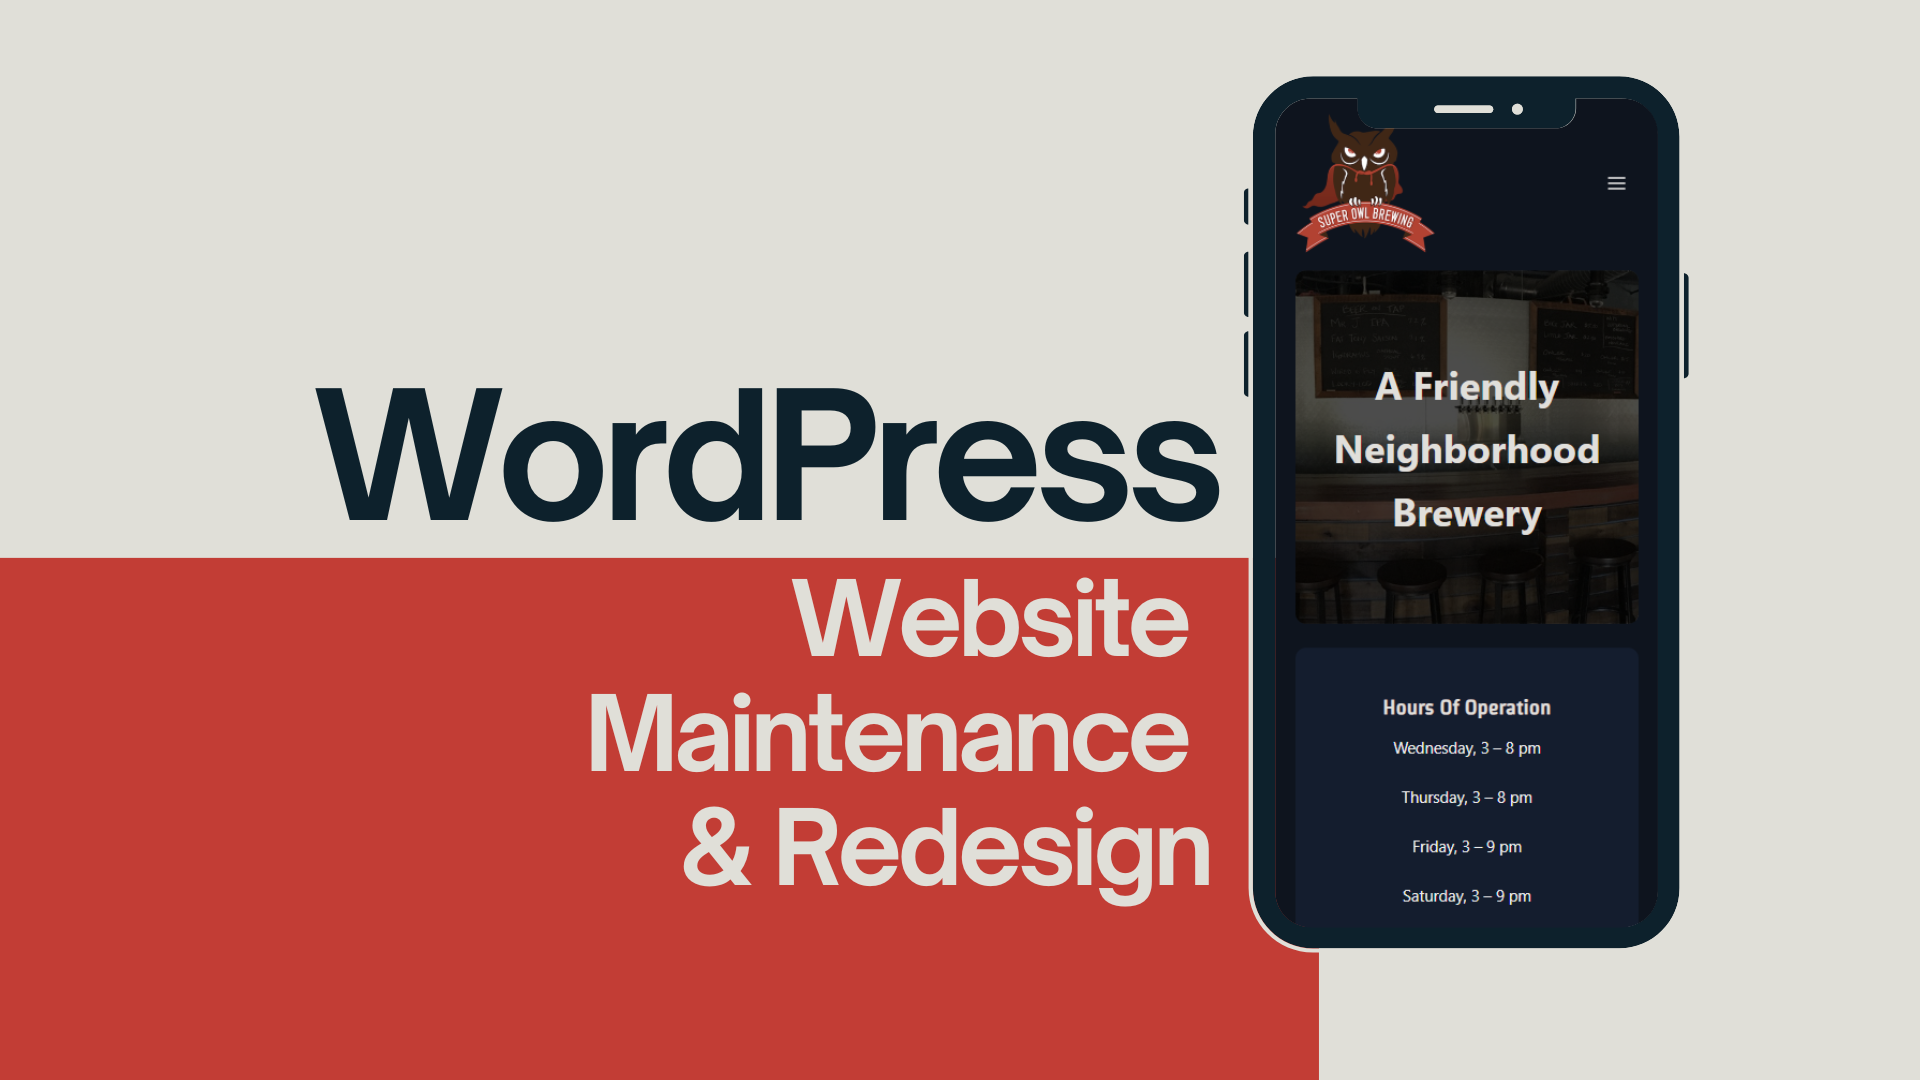 WordPress
Website
Maintenance
& Redesign
SUPER OWL BREWING
A Friendly
Neighborhood
Brewery
Hours Of Operation
Wednesday, 3 – 8 pm
Thursday, 3 – 8 pm
Friday, 3 – 9 pm
Saturday, 3 – 9 pm